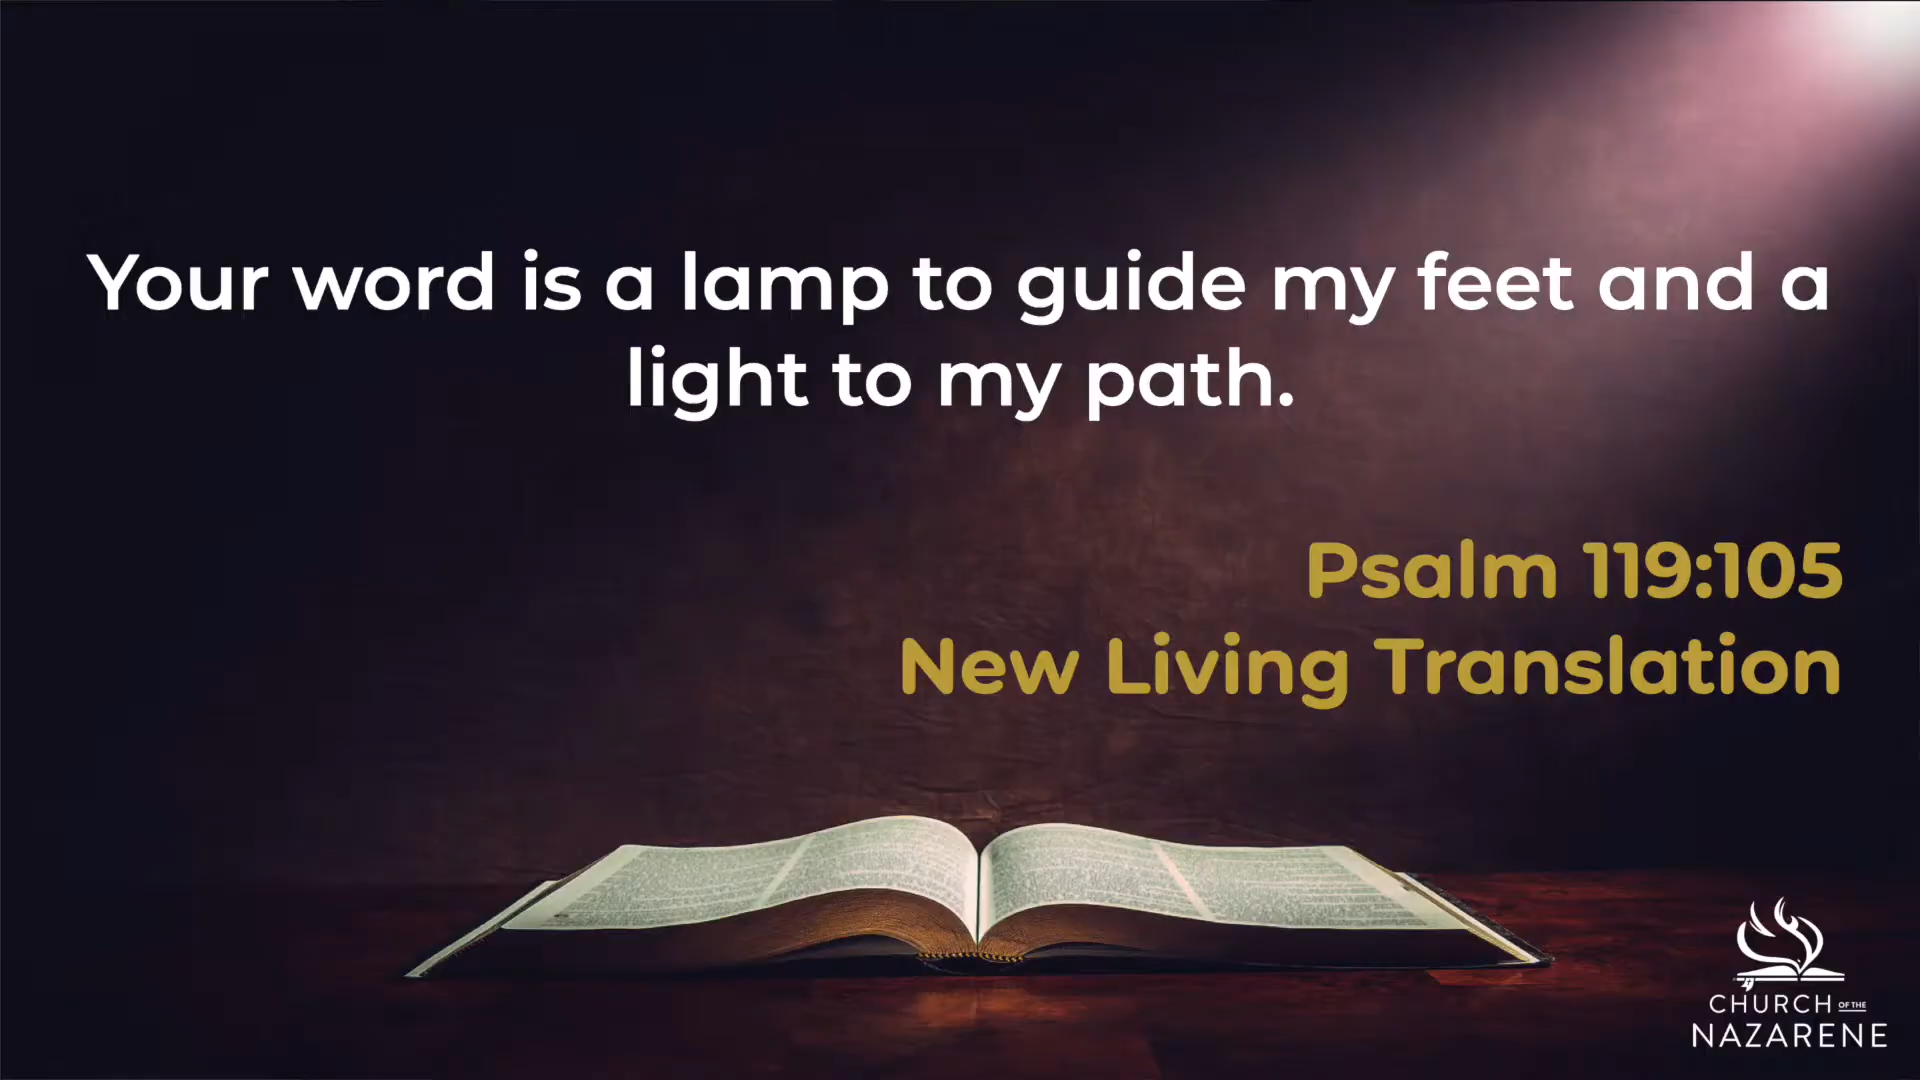 Your word is a lamp to guide my feet and a
light to my path.
Psalm 119:105
New Living Translation
CHURCH OF THE
NAZARENE